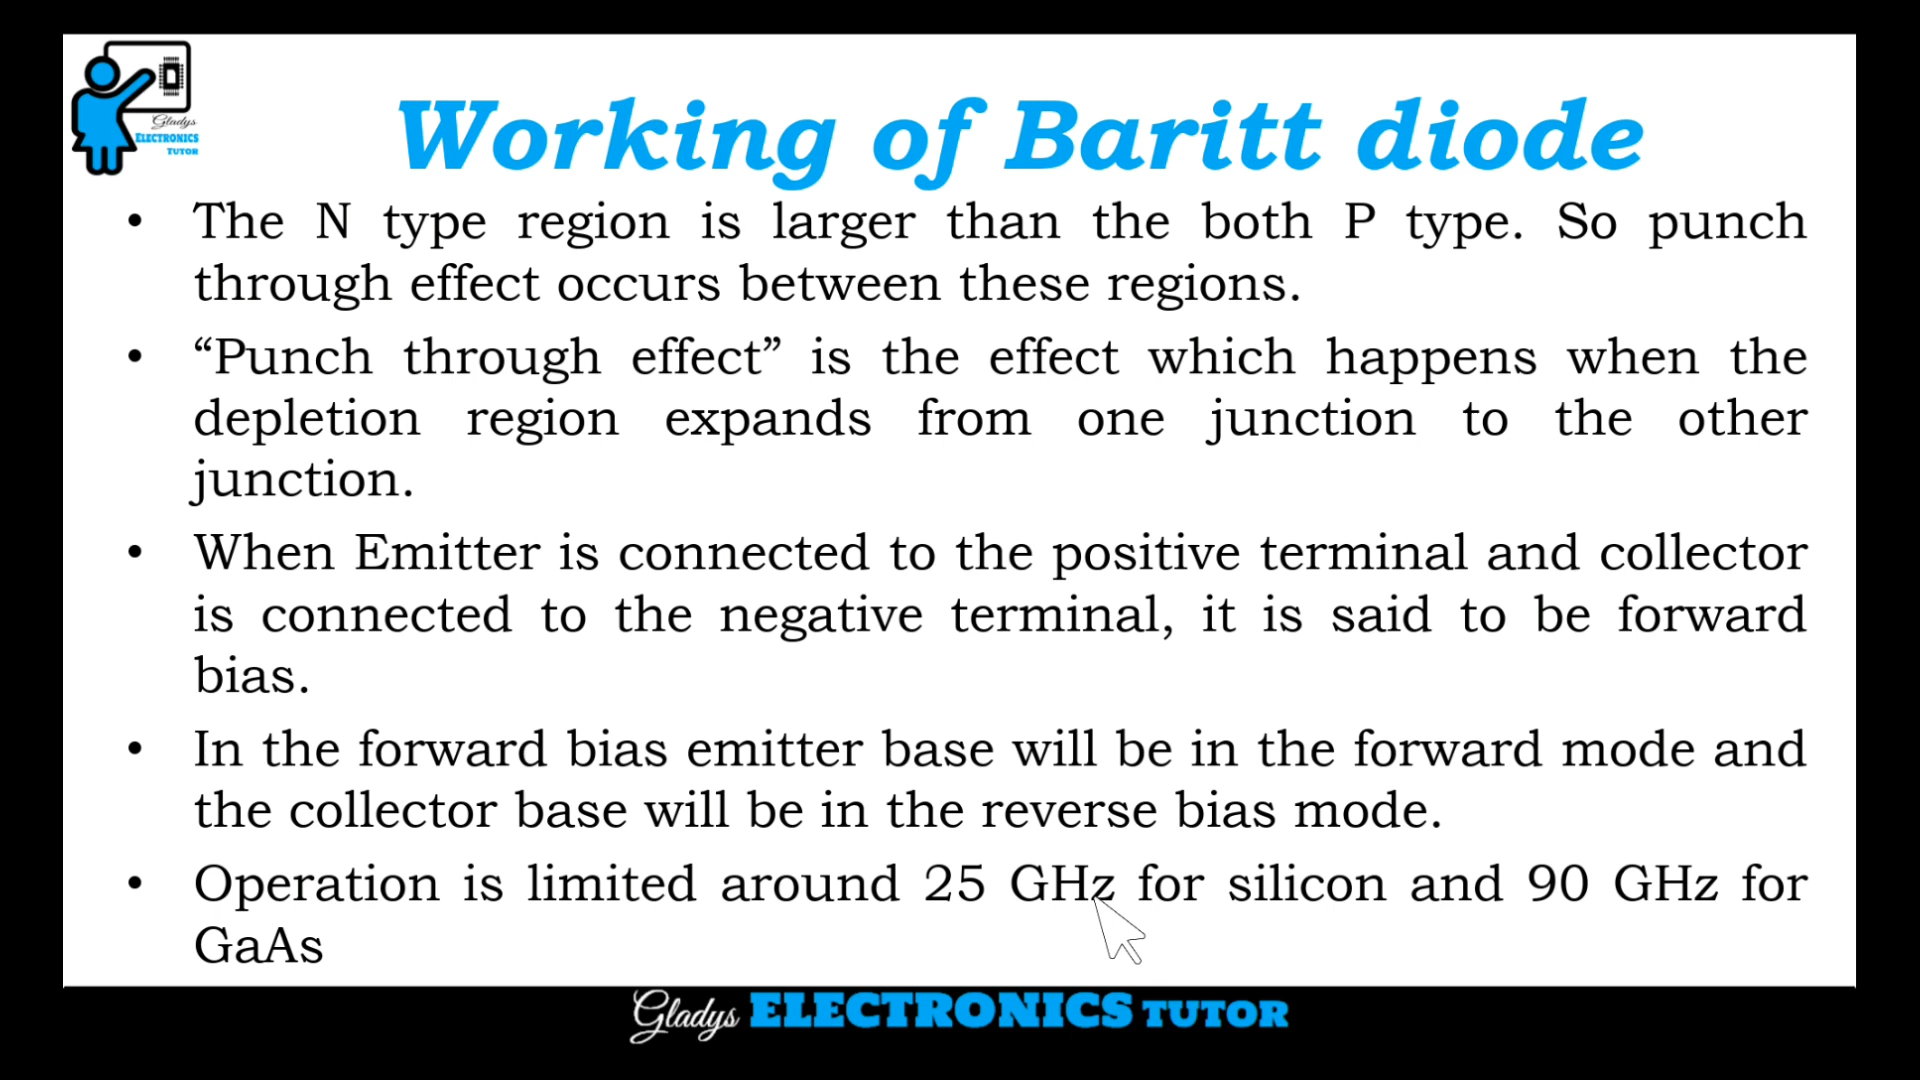 Gladys
ELECTRONICS
TUTOR
Working of Baritt diode
• The N type region is larger than the both P type. So punch
through effect occurs between these regions.
• “Punch through effect” is the effect which happens when the
depletion region expands from one junction to the other
junction.
• When Emitter is connected to the positive terminal and collector
is connected to the negative terminal, it is said to be forward
bias.
• In the forward bias emitter base will be in the forward mode and
the collector base will be in the reverse bias mode.
• Operation is limited around 25 GHz for silicon and 90 GHz for
GaAs
Gladys ELECTRONICS TUTOR